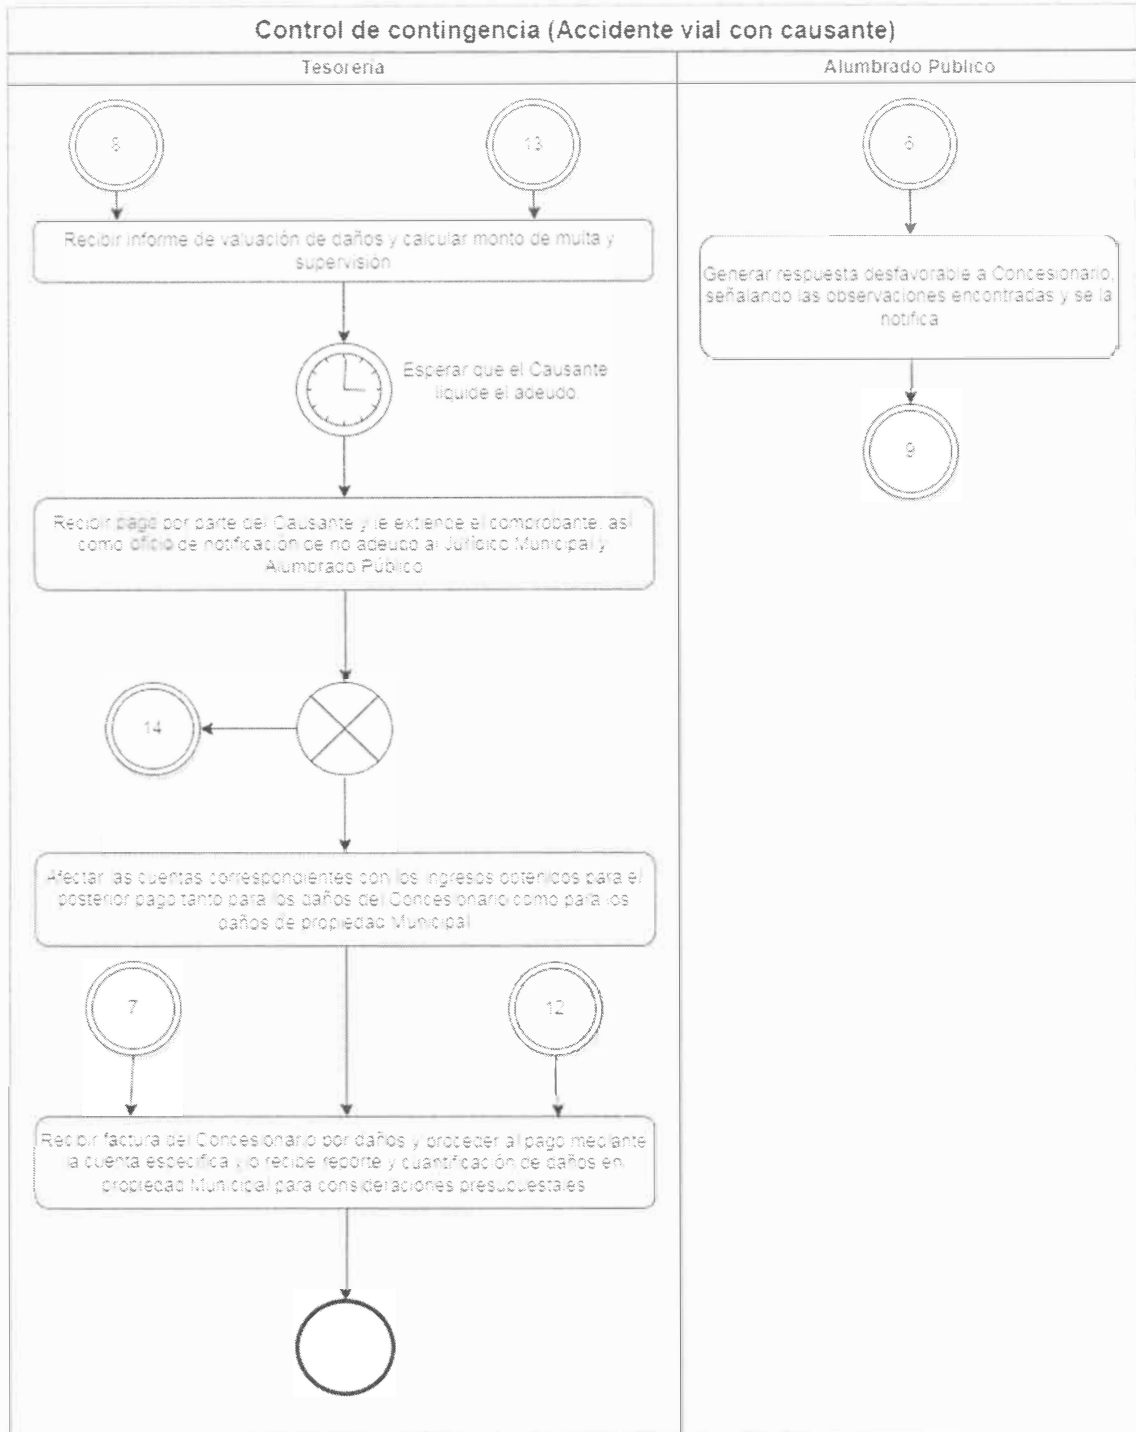 Control de contingencia (Accidente vial con causante)
Tesorería
Alumbrado Público
8
13
Recibir informe de valuación de daños y calcular monto de multa y
supervisión
Esperar que el Causante
liquide el adeudo.
Recibir pago por parte del Causante y le extiende el comprobante, así
como oficio de notificación de no adeudo al Jurídico Municipal y
Alumbrado Público
14
Afectar las cuentas correspondientes con los ingresos obtenidos para el
posterior pago tanto para los daños del Concesionario como para los
daños de propiedad Municipal
7
12
Recibir factura del Concesionario por daños y proceder al pago mediante
la cuenta especifica y/o recibe reporte y cuantificación de daños en
propiedad Municipal para consideraciones presupuestales
6
Generar respuesta desfavorable a Concesionario,
señalando las observaciones encontradas y se la
notifica
9